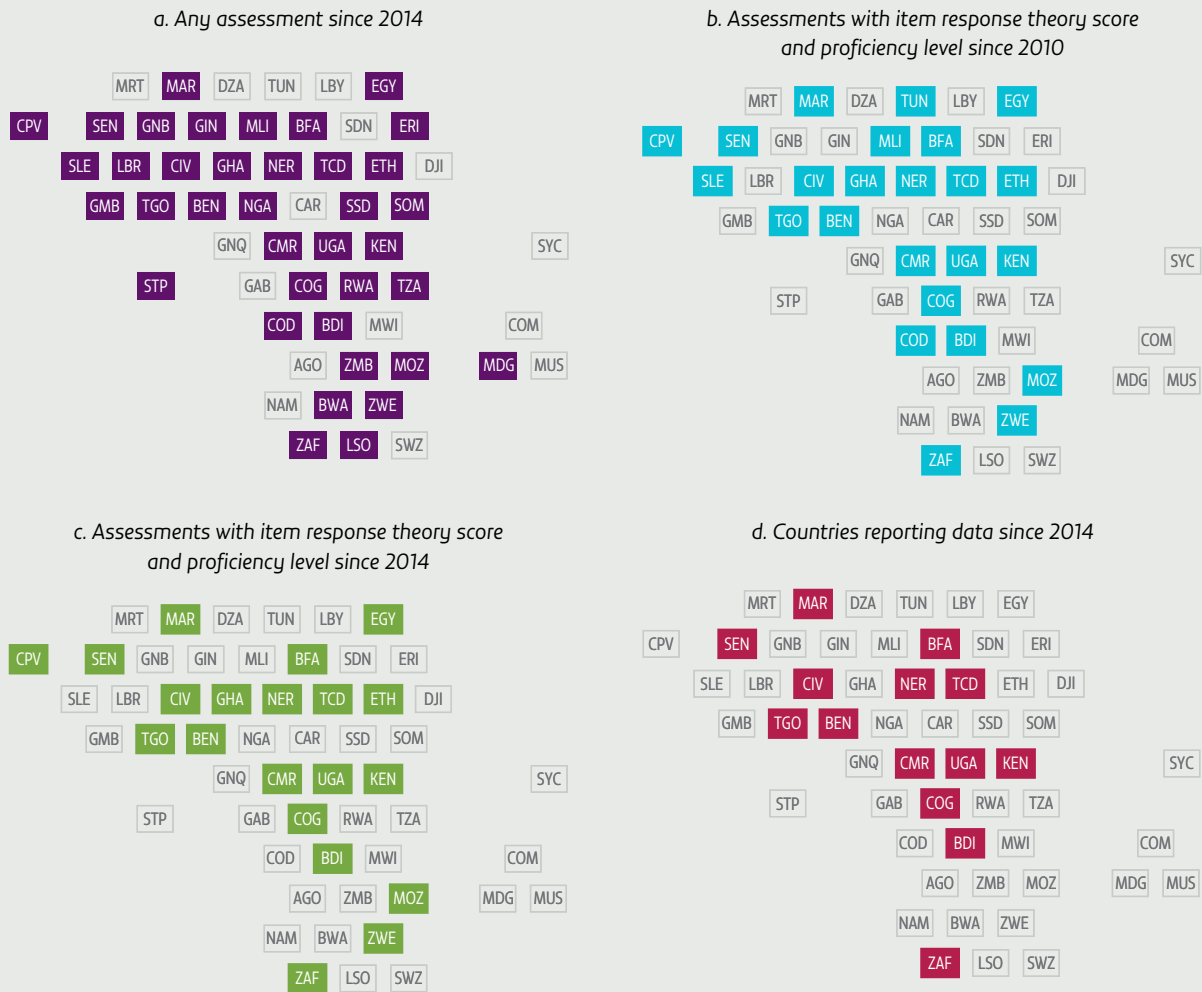 a. Any assessment since 2014
MRT MAR DZA TUN LBY EGY
CPV SEN GNB GIN MLI BFA SDN ERI
SLE LBR CIV GHA NER TCD ETH DJI
GMB TGO BEN NGA CAR SSD SOM
GNQ CMR UGA KEN SYC
STP GAB COG RWA TZA
COD BDI MWI COM
AGO ZMB MOZ MDG MUS
NAM BWA ZWE
ZAF LSO SWZ
b. Assessments with item response theory score
and proficiency level since 2010
MRT MAR DZA TUN LBY EGY
CPV SEN GNB GIN MLI BFA SDN ERI
SLE LBR CIV GHA NER TCD ETH DJI
GMB TGO BEN NGA CAR SSD SOM
GNQ CMR UGA KEN SYC
STP GAB COG RWA TZA
COD BDI MWI COM
AGO ZMB MOZ MDG MUS
NAM BWA ZWE
ZAF LSO SWZ
c. Assessments with item response theory score
and proficiency level since 2014
MRT MAR DZA TUN LBY EGY
CPV SEN GNB GIN MLI BFA SDN ERI
SLE LBR CIV GHA NER TCD ETH DJI
GMB TGO BEN NGA CAR SSD SOM
GNQ CMR UGA KEN SYC
STP GAB COG RWA TZA
COD BDI MWI COM
AGO ZMB MOZ MDG MUS
NAM BWA ZWE
ZAF LSO SWZ
d. Countries reporting data since 2014
MRT MAR DZA TUN LBY EGY
CPV SEN GNB GIN MLI BFA SDN ERI
SLE LBR CIV GHA NER TCD ETH DJI
GMB TGO BEN NGA CAR SSD SOM
GNQ CMR UGA KEN SYC
STP GAB COG RWA TZA
COD BDI MWI COM
AGO ZMB MOZ MDG MUS
NAM BWA ZWE
ZAF LSO SWZ